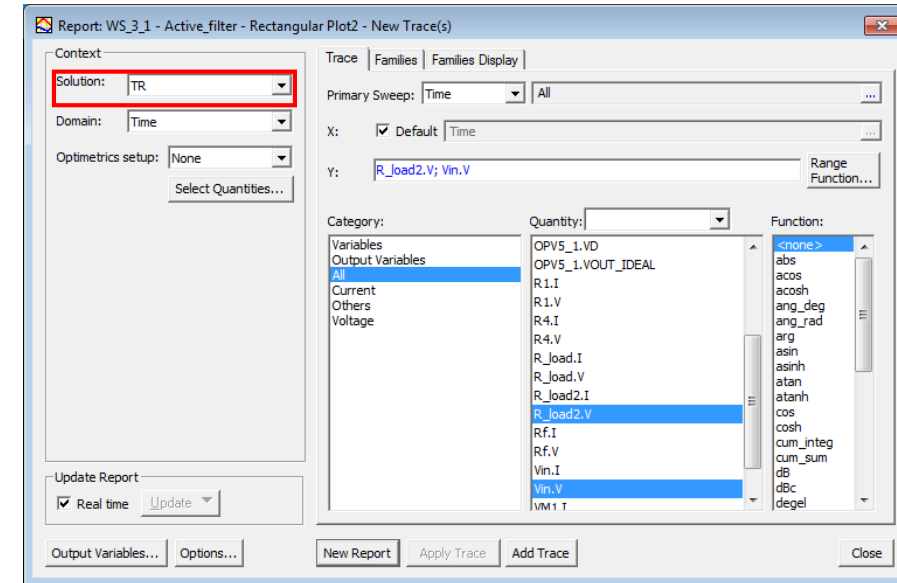 Report: WS_3_1 - Active_filter - Rectangular Plot2 - New Trace(s)
Context
Solution: TR
Domain: Time
Optimetrics setup: None
Select Quantities...
Update Report
Real time Update
Output Variables... Options...
Trace Families Families Display
Primary Sweep: Time All ...
X: Default Time ...
Y: R_load2.V; Vin.V Range Function...
Category:
Variables
Output Variables
All
Current
Others
Voltage
Quantity:
OPV5_1.VD
OPV5_1.VOUT_IDEAL
R1.I
R1.V
R4.I
R4.V
R_load.I
R_load.V
R_load2.I
R_load2.V
Rf.I
Rf.V
Vin.I
Vin.V
VM1.I
Function:
<none>
abs
acos
acosh
ang_deg
ang_rad
arg
asin
asinh
atan
atanh
cos
cosh
cum_integ
cum_sum
dB
dBc
degel
New Report Apply Trace Add Trace Close